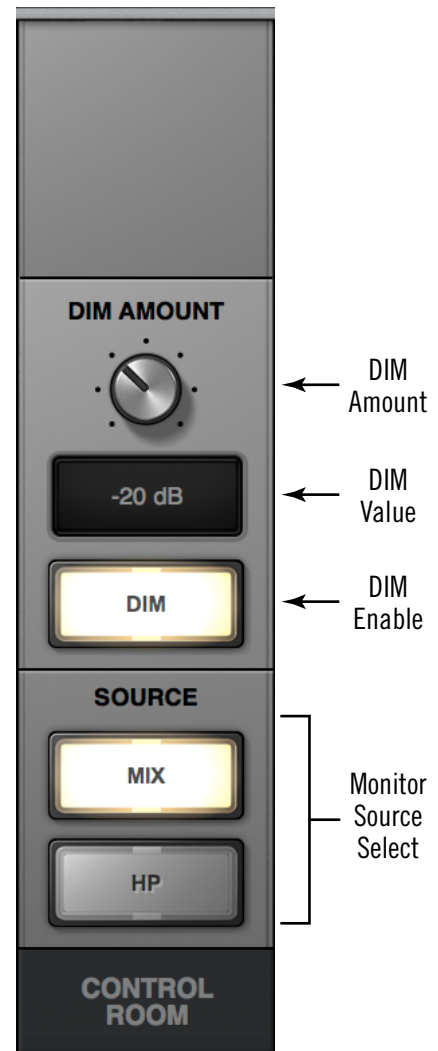 DIM AMOUNT
DIM
Amount
-20 dB
DIM
Value
DIM
DIM
Enable
SOURCE
MIX
HP
Monitor
Source
Select
CONTROL
ROOM